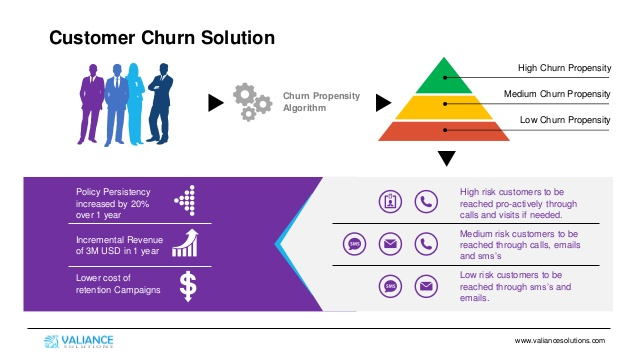 Customer Churn Solution
Churn Propensity
Algorithm
High Churn Propensity
Medium Churn Propensity
Low Churn Propensity
Policy Persistency
increased by 20%
over 1 year
Incremental Revenue
of 3M USD in 1 year
Lower cost of
retention Campaigns
High risk customers to be
reached pro-actively through
calls and visits if needed.
SMS
Medium risk customers to be
reached through calls, emails
and sms's
SMS
Low risk customers to be
reached through sms's and
emails.
VALIANCE
SOLUTIONS
www.valiancesolutions.com